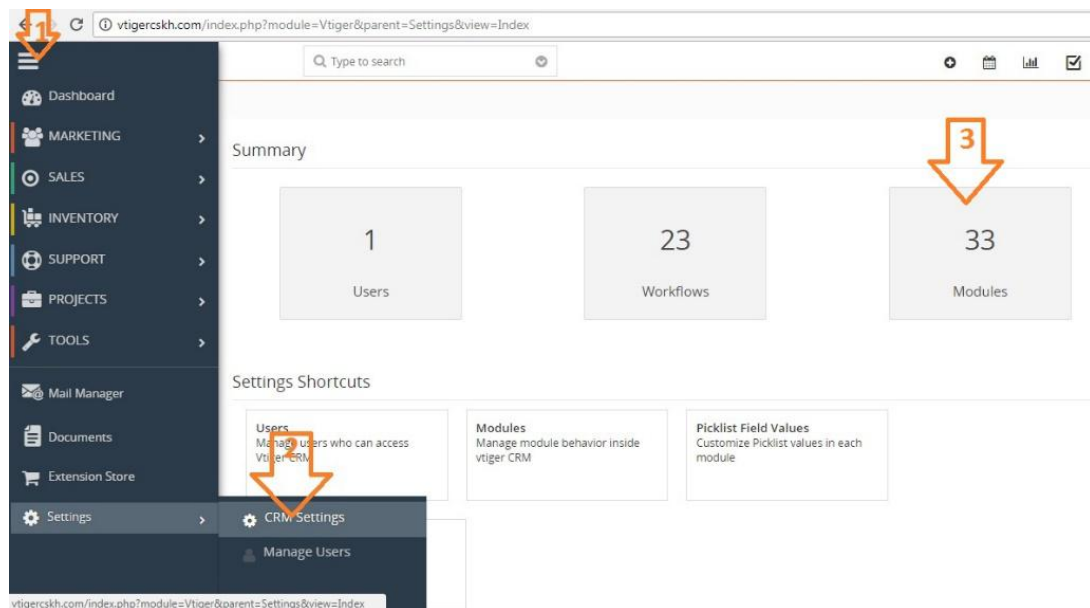 vtigercskh.com/index.php?module=Vtiger&parent=Settings&view=Index
1
Type to search
Dashboard
MARKETING
SALES
INVENTORY
SUPPORT
PROJECTS
TOOLS
Mail Manager
Documents
Extension Store
Settings
CRM Settings
Manage Users
Summary
3
1
Users
23
Workflows
33
Modules
Settings Shortcuts
Users
Manage users who can access
Vtiger CRM
2
Modules
Manage module behavior inside
vtiger CRM
Picklist Field Values
Customize Picklist values in each
module
vtigercskh.com/index.php?module=Vtiger&parent=Settings&view=Index